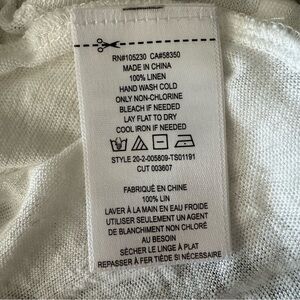 RN#105230 CA#58350
MADE IN CHINA
100% LINEN
HAND WASH COLD
ONLY NON-CHLORINE
BLEACH IF NEEDED
LAY FLAT TO DRY
COOL IRON IF NEEDED
STYLE 20-2-005809-TS01191
CUT 003607
FABRIQUÉ EN CHINE
100% LIN
LAVER À LA MAIN EN EAU FROIDE
UTILISER SEULEMENT UN AGENT
DE BLANCHIMENT NON CHLORÉ
AU BESOIN
SÉCHER LE LINGE À PLAT
REPASSER À FER TIÈDE SI NÉCESSAIRE